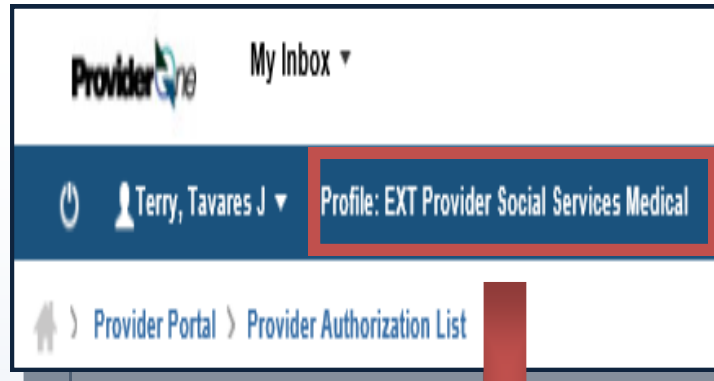 ProviderOne
My Inbox
Terry, Tavares J Profile: EXT Provider Social Services Medical
Provider Portal > Provider Authorization List